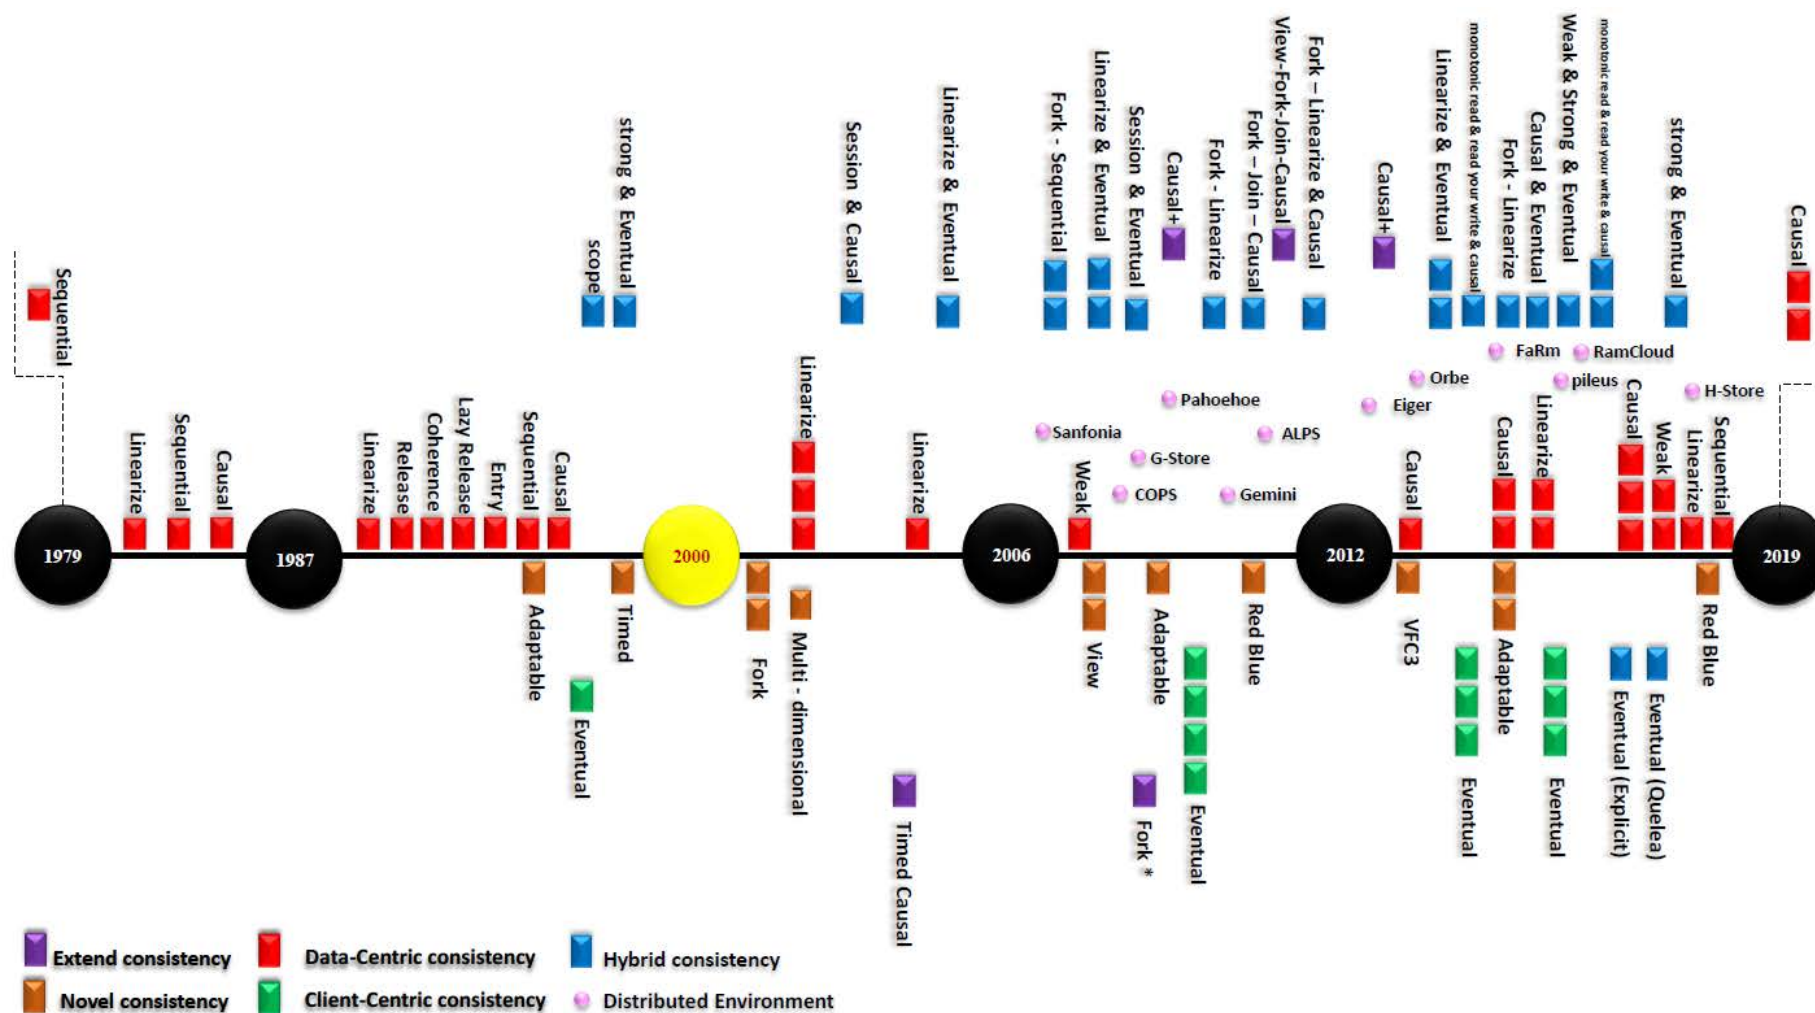 Sequential
Linearize
Sequential
Causal
scope
strong & Eventual
Session & Causal
Linearize & Eventual
Fork - Sequential
Linearize & Eventual
Session & Eventual
Causal+
Fork - Linearize
Fork – Join – Causal
View-Fork-Join-Causal
Fork – Linearize & Causal
Causal+
Linearize & Eventual
monotonic read & read your write & causal
Fork - Linearize
Causal & Eventual
Weak & Strong & Eventual
monotonic read & read your write & causal
strong & Eventual
Causal
FaRm
RamCloud
Orbe
pileus
Eiger
H-Store
Pahoehoe
Sanfonia
ALPS
G-Store
COPS
Gemini
Linearize
Release
Coherence
Lazy Release
Entry
Sequential
Causal
Linearize
Linearize
Weak
Causal
Causal
Linearize
Causal
Weak
Linearize
Sequential
1979
1987
2000
2006
2012
2019
Adaptable
Eventual
Timed
Fork
Multi - dimensional
Timed Causal
View
Fork *
Adaptable
Eventual
Red Blue
VFC3
Eventual
Adaptable
Eventual
Eventual (Explicit)
Eventual (Quelea)
Red Blue
Extend consistency
Data-Centric consistency
Hybrid consistency
Novel consistency
Client-Centric consistency
Distributed Environment